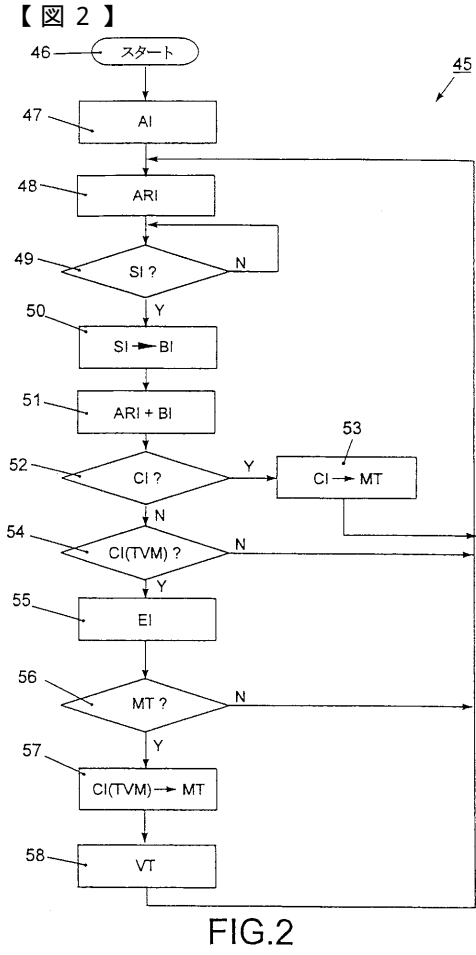 【図２】
46
スタート
45
47
AI
48
ARI
49
SI ?
N
Y
50
SI → BI
51
ARI + BI
52
CI ?
Y
53
CI → MT
N
54
CI(TVM) ?
N
Y
55
EI
56
MT ?
N
Y
57
CI(TVM) → MT
58
VT
FIG.2